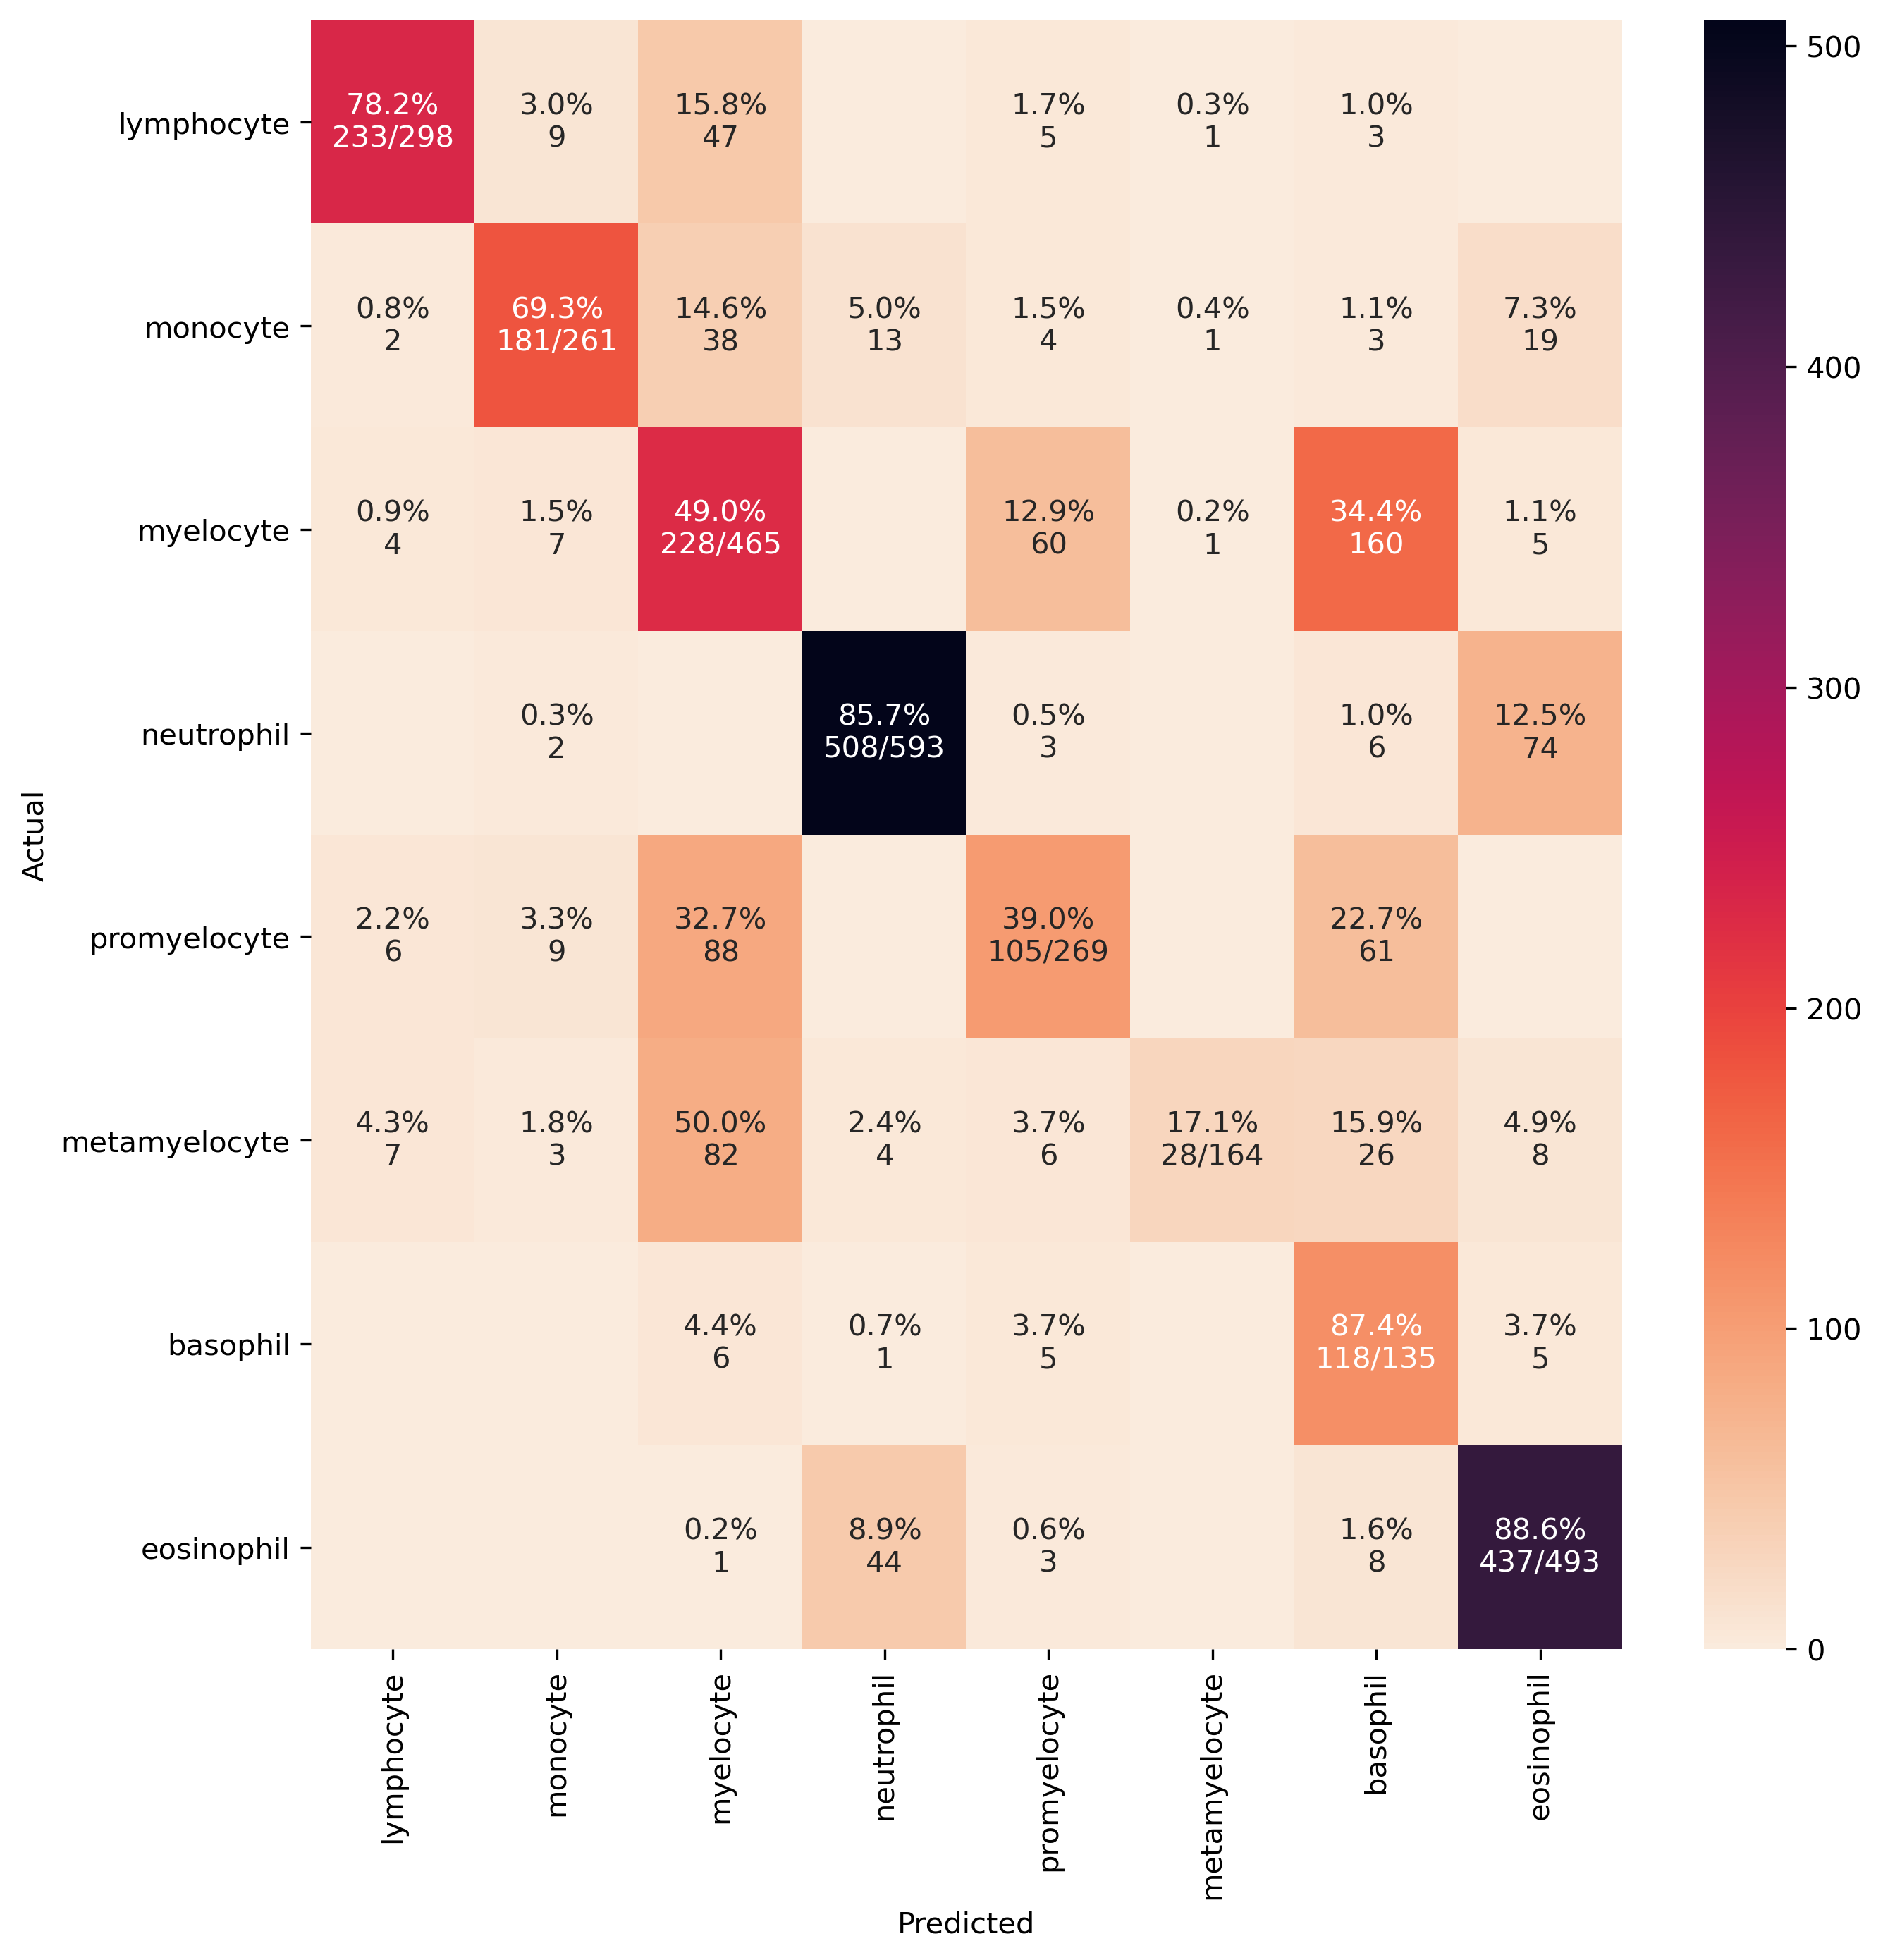 500
78.2% 3.0% 15.8% 1.7% 0.3% 1.0%
lymphocyte
233/298 9 47 5 1 3
0.8% 69.3% 14.6% 5.0% 1.5% 0.4% 1.1% 7.3%
monocyte
2 181/261 38 13 4 1 3 19
400
0.9% 1.5% 49.0% 12.9% 0.2% 34.4% 1.1%
myelocyte
4 7 228/465 60 1 160 5
300
0.3% 85.7% 0.5% 1.0% 12.5%
neutrophil
2 508/593 3 6 74
Actual
2.2% 3.3% 32.7% 39.0% 22.7%
promyelocyte
6 9 88 105/269 61
200
4.3% 1.8% 50.0% 2.4% 3.7% 17.1% 15.9% 4.9%
metamyelocyte
7 3 82 4 6 28/164 26 8
100
4.4% 0.7% 3.7% 87.4% 3.7%
basophil
6 1 5 118/135 5
0.2% 8.9% 0.6% 1.6% 88.6%
eosinophil
1 44 3 8 437/493
0
lymphocyte
monocyte
myelocyte
neutrophil
promyelocyte
metamyelocyte
basophil
eosinophil
Predicted